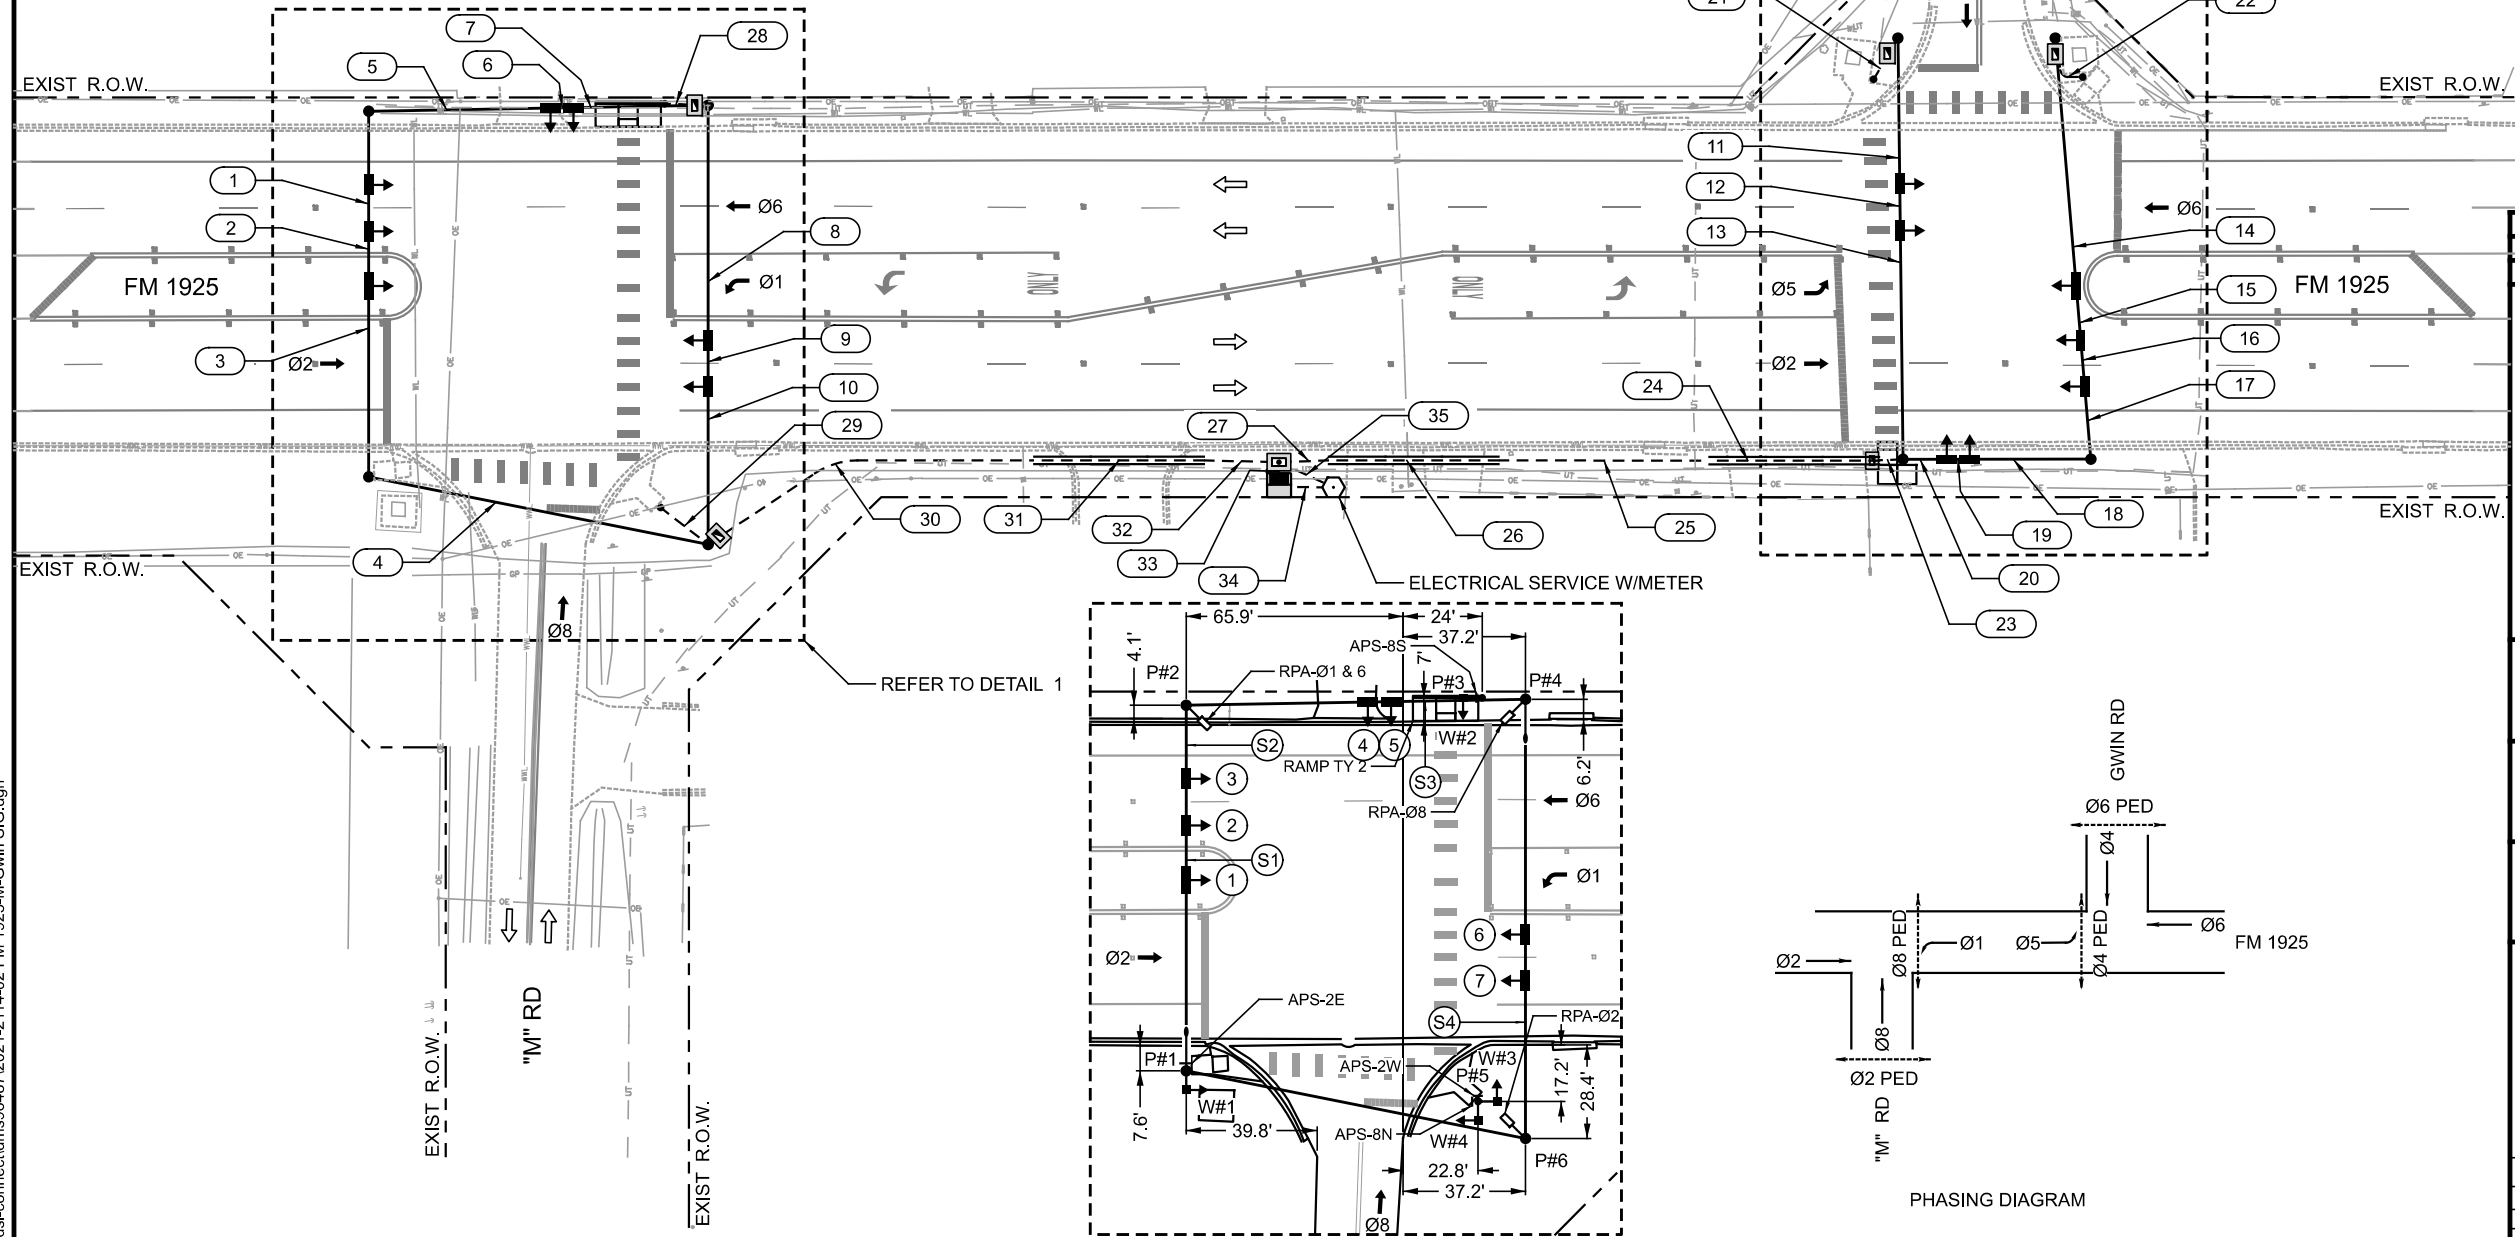 7
28
5
6
21
22
EXIST R.O.W.
EXIST R.O.W.
1
2
3
Ø6
8
Ø1
FM 1925
ONLY
ONLY
11
12
13
Ø5
Ø6
14
15
FM 1925
Ø2
9
10
29
Ø2
16
17
27
35
24
30
31
32
33
34
26
25
18
19
20
23
EXIST R.O.W.
4
EXIST R.O.W.
ELECTRICAL SERVICE W/METER
Ø8
REFER TO DETAIL 1
"M" RD
EXIST R.O.W.
EXIST R.O.W.
65.9'
24'
37.2'
4.1'
P#2
RPA-Ø1 & 6
APS-8S
7'
P#3
P#4
S2
4
5
W#2
RAMP TY 2
S3
6.2'
3
RPA-Ø8
Ø6
2
S1
1
Ø1
6
Ø2
7
APS-2E
S4
RPA-Ø2
P#1
APS-2W
W#3
P#5
17.2'
28.4'
W#1
7.6'
39.8'
APS-8N
W#4
P#6
22.8'
37.2'
Ø8
GWIN RD
Ø6 PED
Ø4
Ø8 PED
Ø1
Ø5
Ø4 PED
Ø6
FM 1925
Ø2
Ø8
Ø2 PED
"M" RD
PHASING DIAGRAM